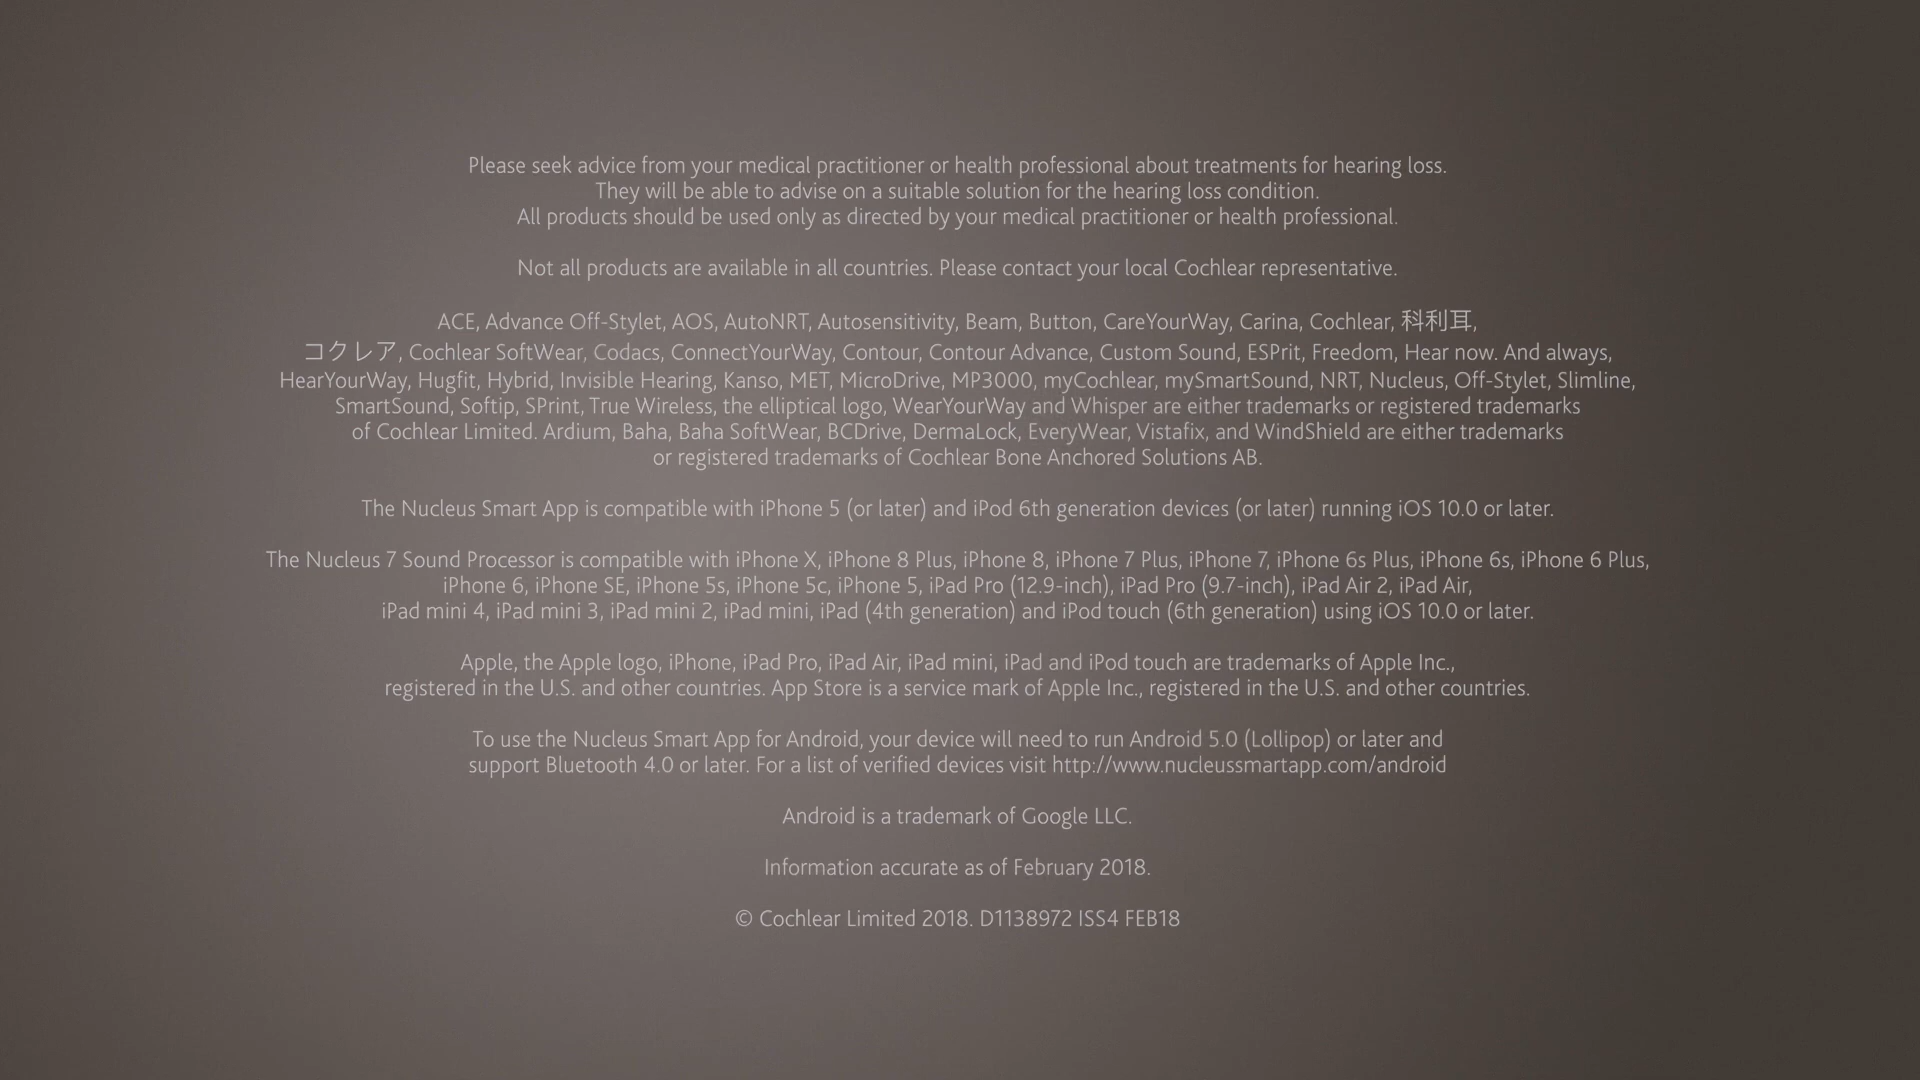 Please seek advice from your medical practitioner or health professional about treatments for hearing loss.
They will be able to advise on a suitable solution for the hearing loss condition.
All products should be used only as directed by your medical practitioner or health professional.
Not all products are available in all countries. Please contact your local Cochlear representative.
ACE, Advance Off-Stylet, AOS, AutoNRT, Autosensitivity, Beam, Button, CareYourWay, Carina, Cochlear, 科利耳,
コクレア, Cochlear SoftWear, Codacs, ConnectYourWay, Contour, Contour Advance, Custom Sound, ESPrit, Freedom, Hear now. And always,
HearYourWay, Hugfit, Hybrid, Invisible Hearing, Kanso, MET, MicroDrive, MP3000, myCochlear, mySmartSound, NRT, Nucleus, Off-Stylet, Slimline,
SmartSound, Softip, SPrint, True Wireless, the elliptical logo, WearYourWay and Whisper are either trademarks or registered trademarks
of Cochlear Limited. Ardium, Baha, Baha SoftWear, BCDrive, DermaLock, EveryWear, Vistafix, and WindShield are either trademarks
or registered trademarks of Cochlear Bone Anchored Solutions AB.
The Nucleus Smart App is compatible with iPhone 5 (or later) and iPod 6th generation devices (or later) running iOS 10.0 or later.
The Nucleus 7 Sound Processor is compatible with iPhone X, iPhone 8 Plus, iPhone 8, iPhone 7 Plus, iPhone 7, iPhone 6s Plus, iPhone 6s, iPhone 6 Plus,
iPhone 6, iPhone SE, iPhone 5s, iPhone 5c, iPhone 5, iPad Pro (12.9-inch), iPad Pro (9.7-inch), iPad Air 2, iPad Air,
iPad mini 4, iPad mini 3, iPad mini 2, iPad mini, iPad (4th generation) and iPod touch (6th generation) using iOS 10.0 or later.
Apple, the Apple logo, iPhone, iPad Pro, iPad Air, iPad mini, iPad and iPod touch are trademarks of Apple Inc.,
registered in the U.S. and other countries. App Store is a service mark of Apple Inc., registered in the U.S. and other countries.
To use the Nucleus Smart App for Android, your device will need to run Android 5.0 (Lollipop) or later and
support Bluetooth 4.0 or later. For a list of verified devices visit http://www.nucleussmartapp.com/android
Android is a trademark of Google LLC.
Information accurate as of February 2018.
© Cochlear Limited 2018. D1138972 ISS4 FEB18